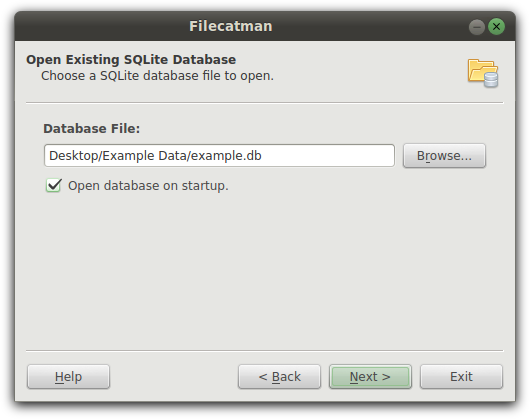 Filecatman
Open Existing SQLite Database
Choose a SQLite database file to open.
Database File:
Desktop/Example Data/example.db
Browse...
Open database on startup.
Help
< Back
Next >
Exit